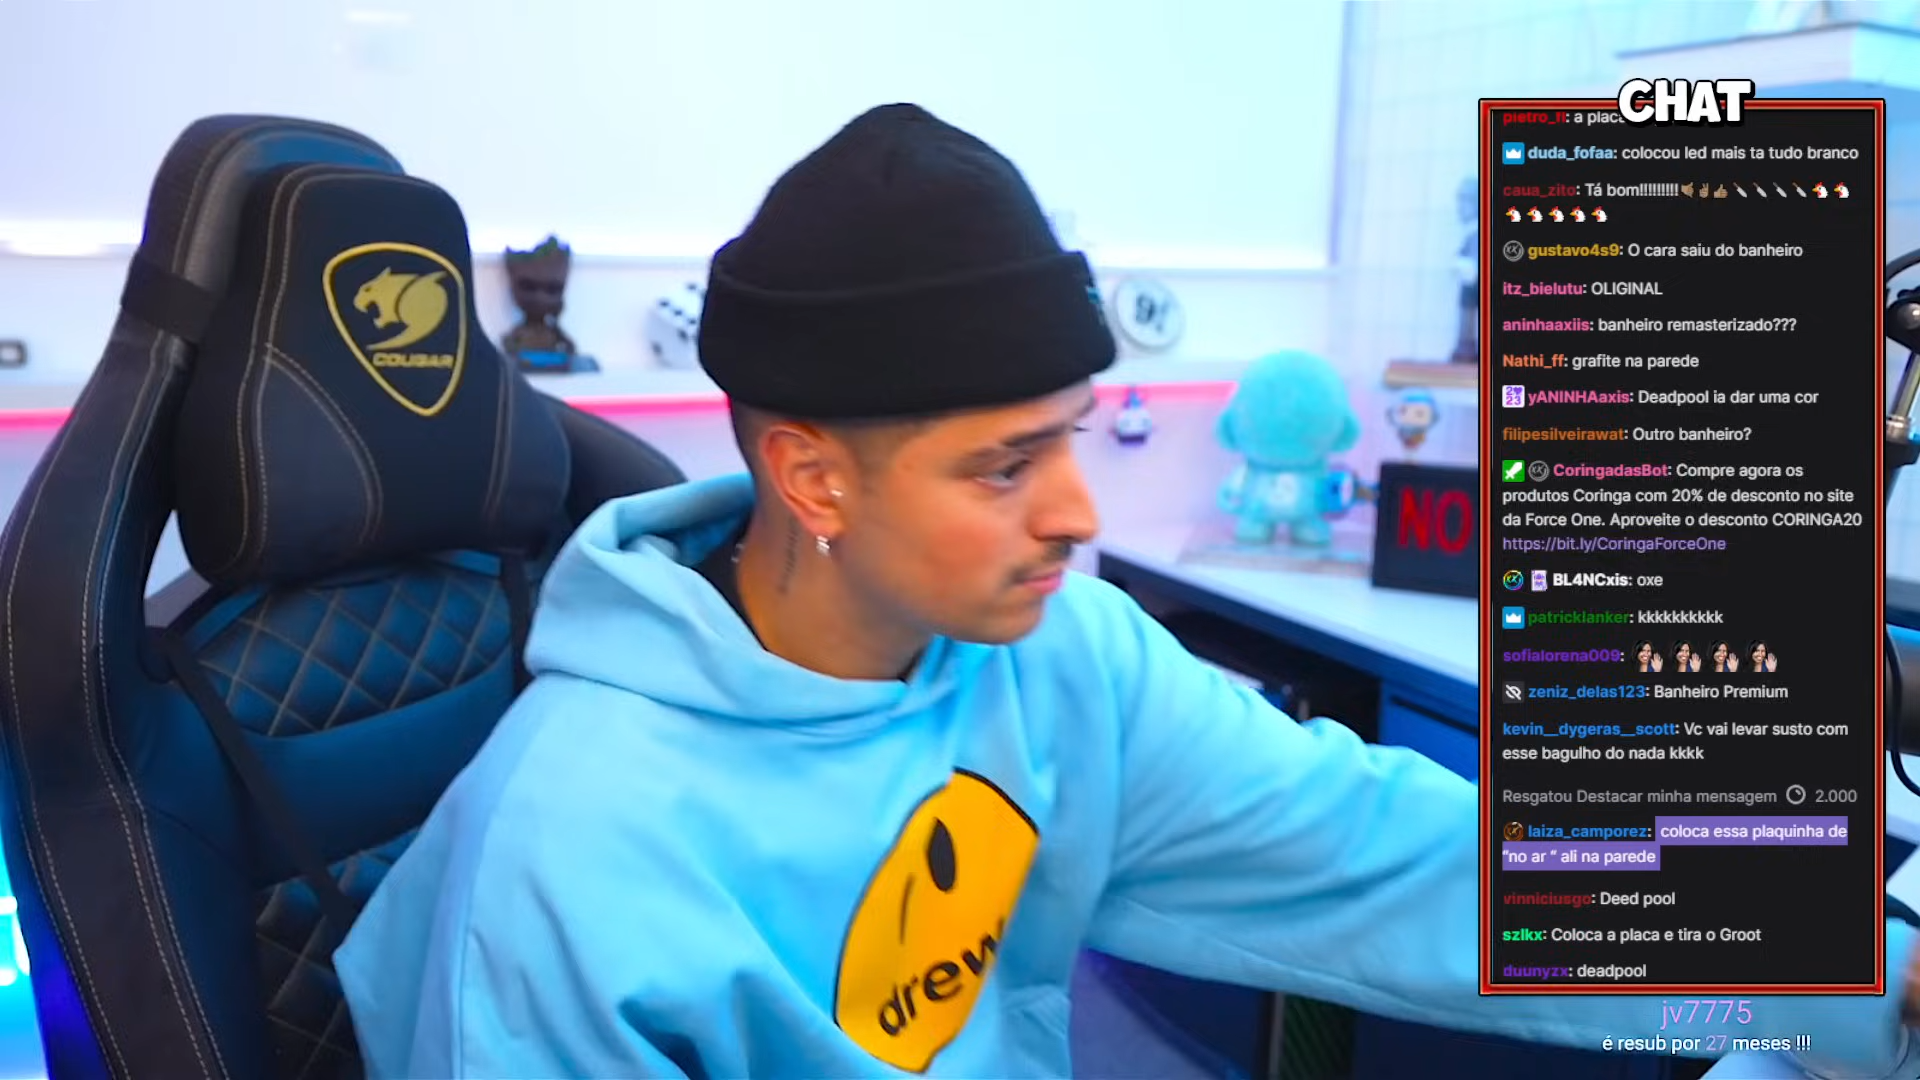 CHAT
pietro_ff: a placa
duda_fofaa: colocou led mais ta tudo branco
caua_zito: Tá bom!!!!!!!!!
gustavo4s9: O cara saiu do banheiro
itz_bielutu: OLIGINAL
aninhaaxiis: banheiro remasterizado???
Nathi_ff: grafite na parede
yANINHAaxis: Deadpool ia dar uma cor
filipesilveirawat: Outro banheiro?
CoringadasBot: Compre agora os
produtos Coringa com 20% de desconto no site
da Force One. Aproveite o desconto CORINGA20
https://bit.ly/CoringaForceOne
BL4NCxis: oxe
patricklanker: kkkkkkkkkk
sofialorena009:
zeniz_delas123: Banheiro Premium
kevin__dygeras__scott: Vc vai levar susto com
esse bagulho do nada kkkk
Resgatou Destacar minha mensagem 2.000
laiza_camporez: coloca essa plaquinha de
“no ar “ ali na parede
vinniciusgo: Deed pool
szlkx: Coloca a placa e tira o Groot
duunyzx: deadpool
jv7775
é resub por 27 meses !!!
COUGAR
NO
drew